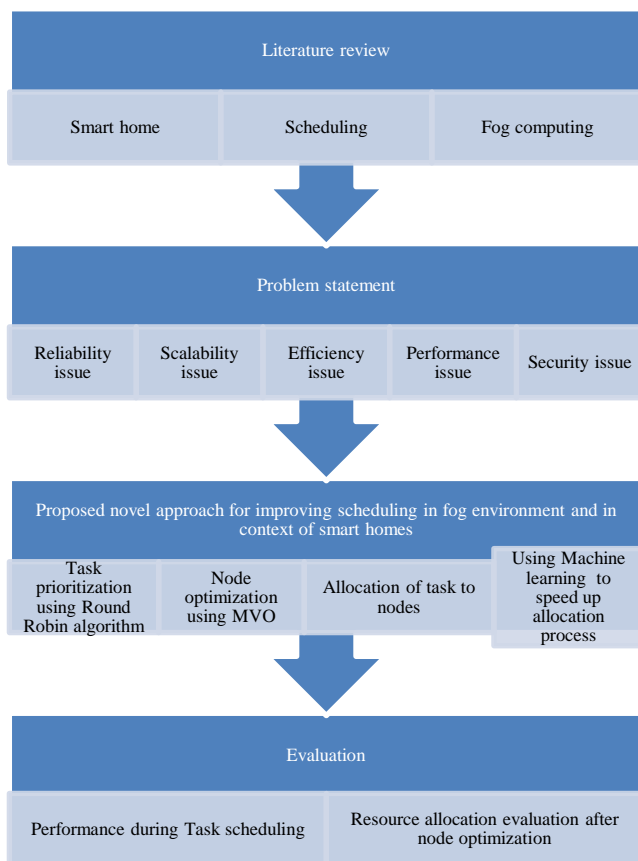 Literature review
Smart home
Scheduling
Fog computing
Problem statement
Reliability
issue
Scalability
issue
Efficiency
issue
Performance
issue
Security issue
Proposed novel approach for improving scheduling in fog environment and in
context of smart homes
Task
prioritization
using Round
Robin algorithm
Node
optimization
using MVO
Allocation of task to
nodes
Using Machine
learning to
speed up
allocation
process
Evaluation
Performance during Task scheduling
Resource allocation evaluation after
node optimization